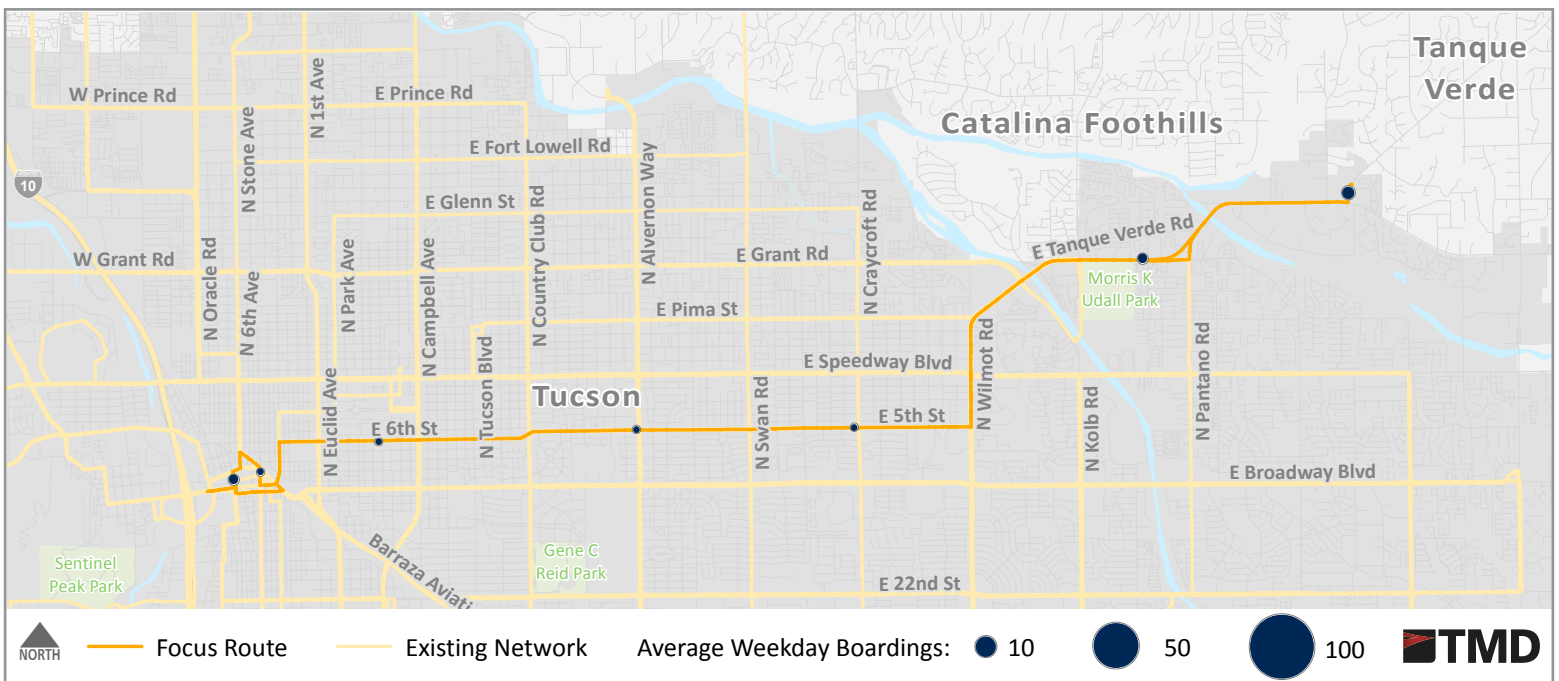 Tanque
Verde
Catalina Foothills
W Prince Rd
E Prince Rd
N 1st Ave
N Stone Ave
E Fort Lowell Rd
10
N Alvernon Way
E Glenn St
N Country Club Rd
N Craycroft Rd
E Tanque Verde Rd
W Grant Rd
N Oracle Rd
N 6th Ave
N Park Ave
N Campbell Ave
E Grant Rd
Morris K
Udall Park
E Pima St
N Tucson Blvd
N Wilmot Rd
N Pantano Rd
E Speedway Blvd
Tucson
N Euclid Ave
E 6th St
N Swan Rd
E 5th St
N Kolb Rd
E Broadway Blvd
Sentinel
Peak Park
Barraza Aviati
Gene C
Reid Park
E 22nd St
NORTH
Focus Route
Existing Network
Average Weekday Boardings:
10
50
100
TMD